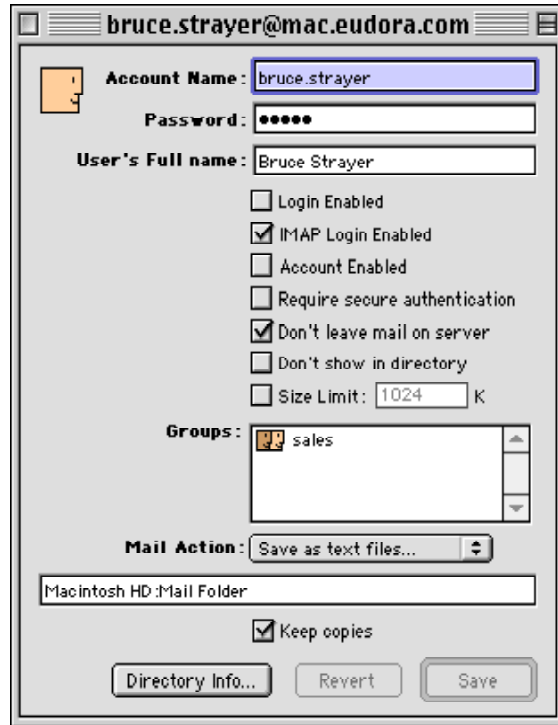 bruce.strayer@mac.eudora.com
Account Name: bruce.strayer
Password: •••••
User's Full name: Bruce Strayer
Login Enabled
IMAP Login Enabled
Account Enabled
Require secure authentication
Don't leave mail on server
Don't show in directory
Size Limit: 1024 K
Groups: sales
Mail Action: Save as text files...
Macintosh HD:Mail Folder
Keep copies
Directory Info... Revert Save